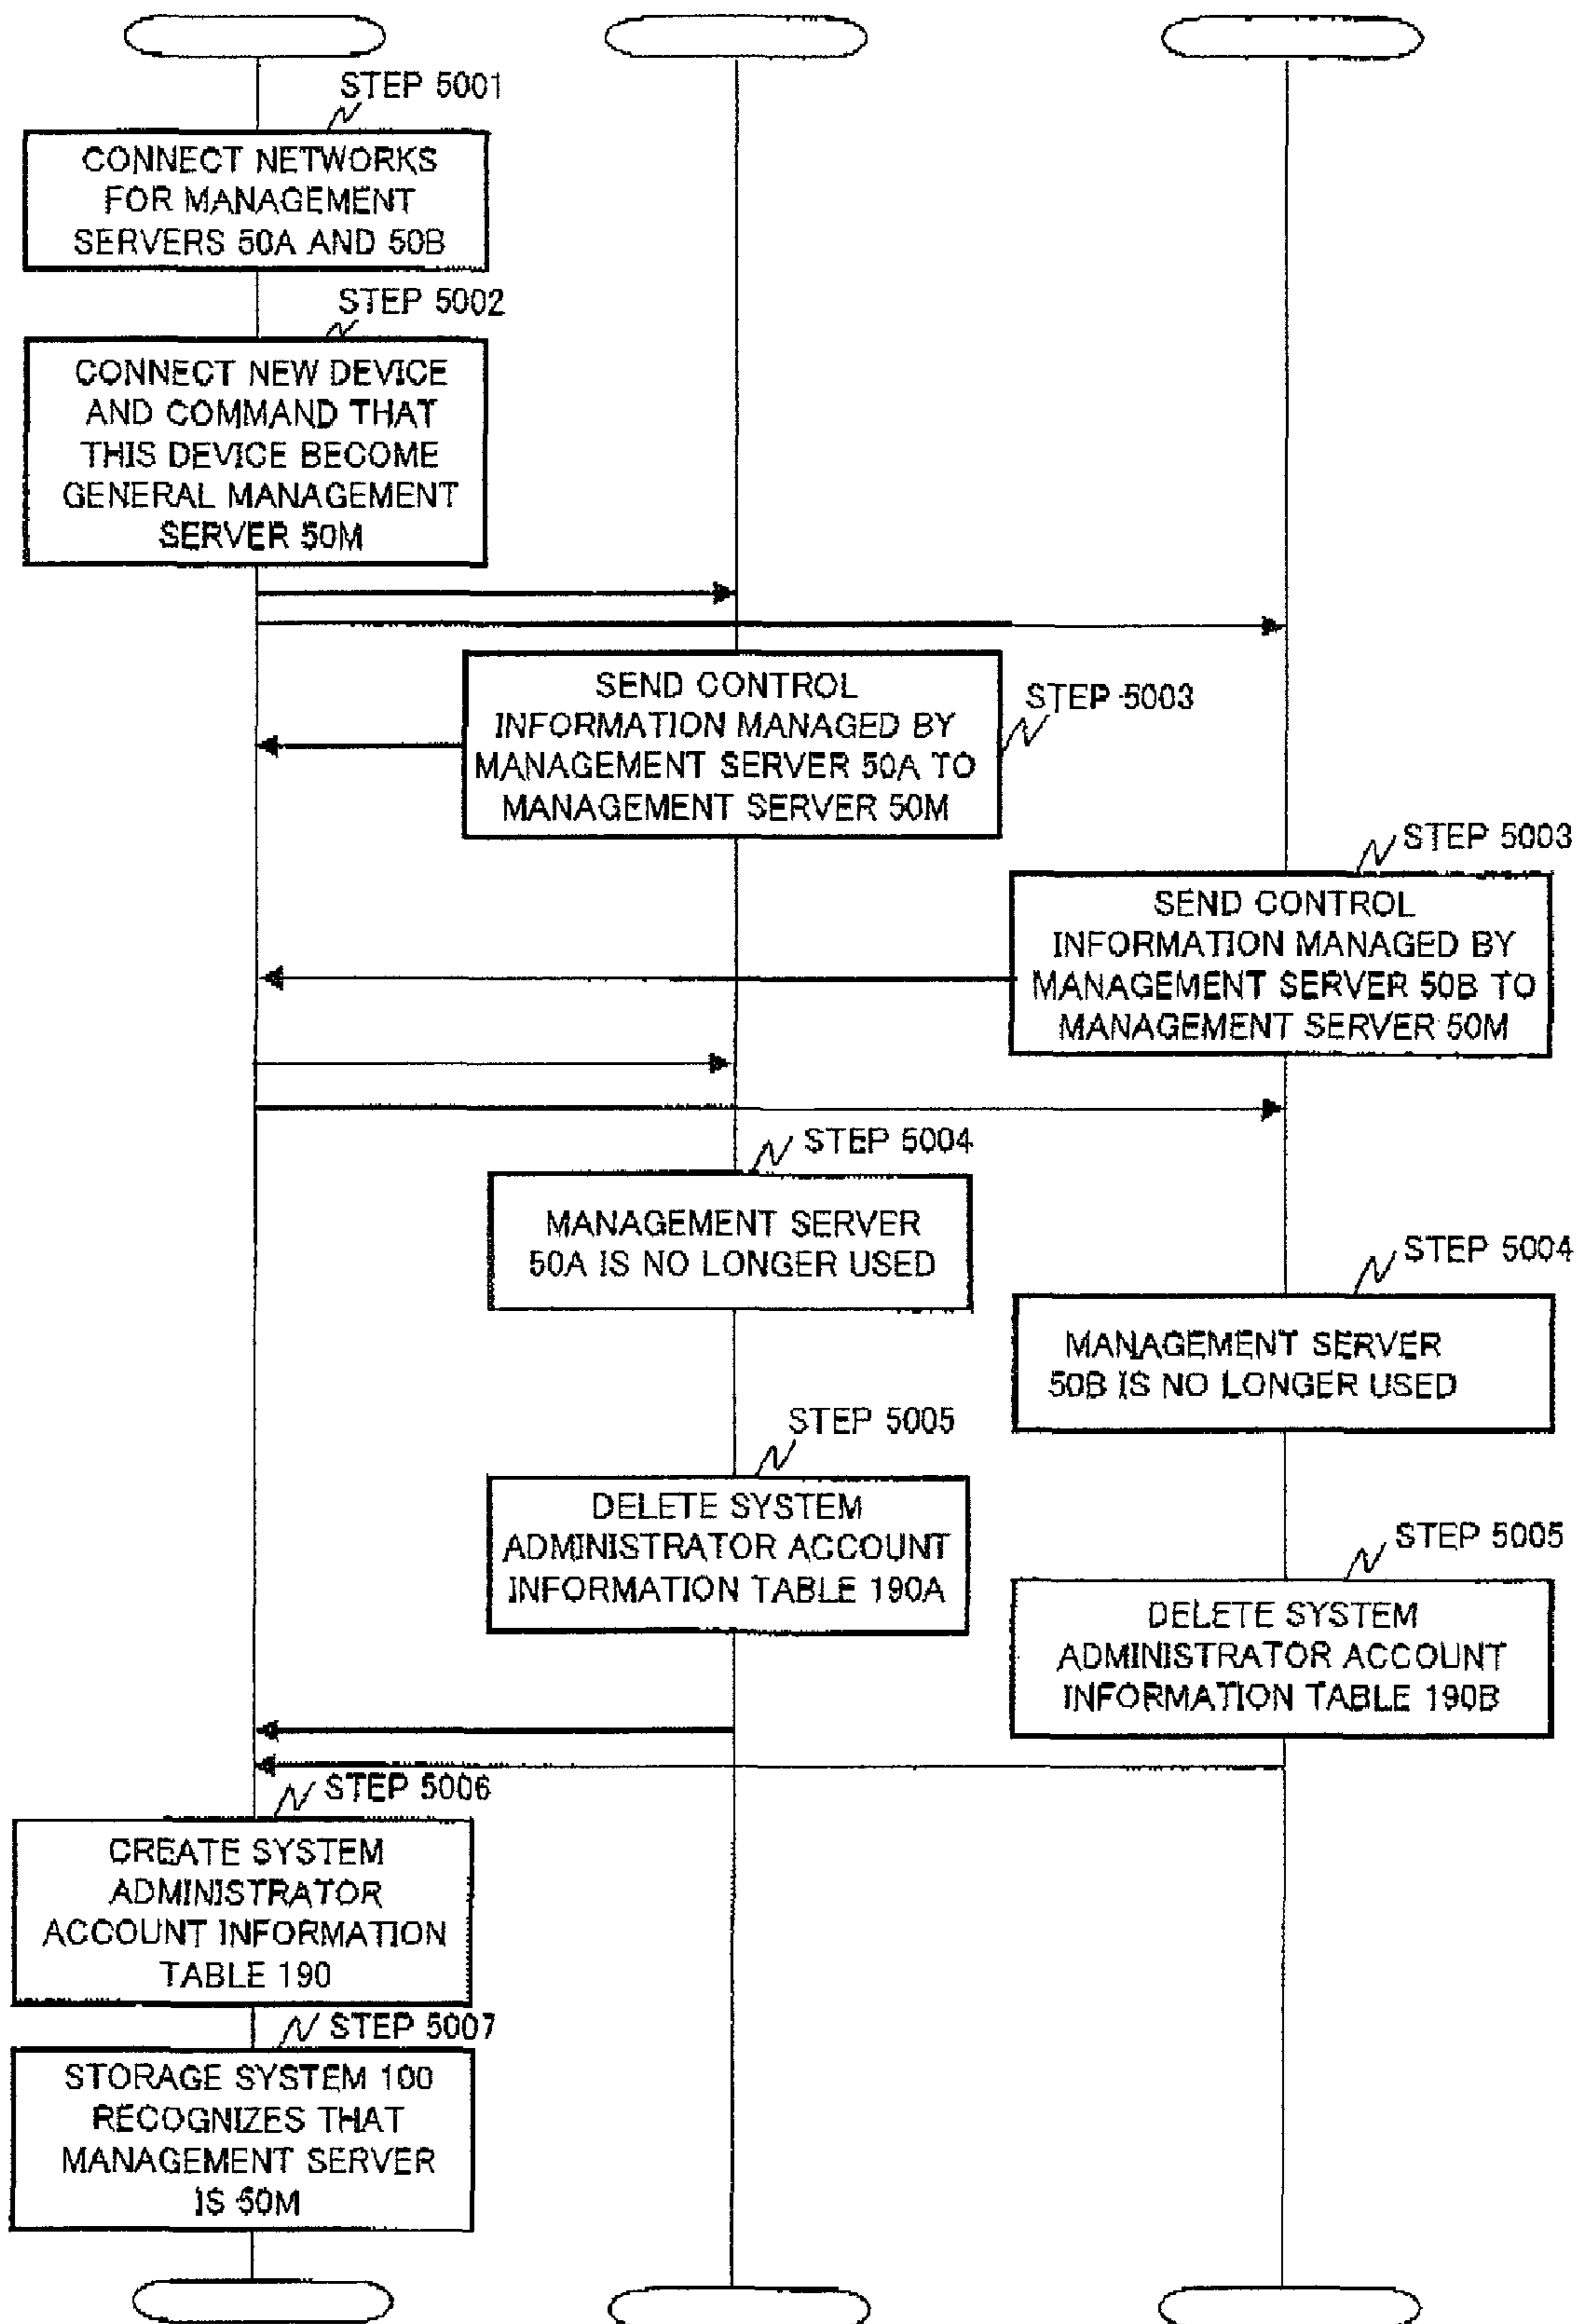 STEP 5001
CONNECT NETWORKS
FOR MANAGEMENT
SERVERS 50A AND 50B
STEP 5002
CONNECT NEW DEVICE
AND COMMAND THAT
THIS DEVICE BECOME
GENERAL MANAGEMENT
SERVER 50M
SEND CONTROL
INFORMATION MANAGED BY
MANAGEMENT SERVER 50A TO
MANAGEMENT SERVER 50M
STEP 5003
STEP 5003
SEND CONTROL
INFORMATION MANAGED BY
MANAGEMENT SERVER 50B TO
MANAGEMENT SERVER 50M
STEP 5004
MANAGEMENT SERVER
50A IS NO LONGER USED
STEP 5004
MANAGEMENT SERVER
50B IS NO LONGER USED
STEP 5005
DELETE SYSTEM
ADMINISTRATOR ACCOUNT
INFORMATION TABLE 190A
STEP 5005
DELETE SYSTEM
ADMINISTRATOR ACCOUNT
INFORMATION TABLE 190B
STEP 5006
CREATE SYSTEM
ADMINISTRATOR
ACCOUNT INFORMATION
TABLE 190
STEP 5007
STORAGE SYSTEM 100
RECOGNIZES THAT
MANAGEMENT SERVER
IS 50M